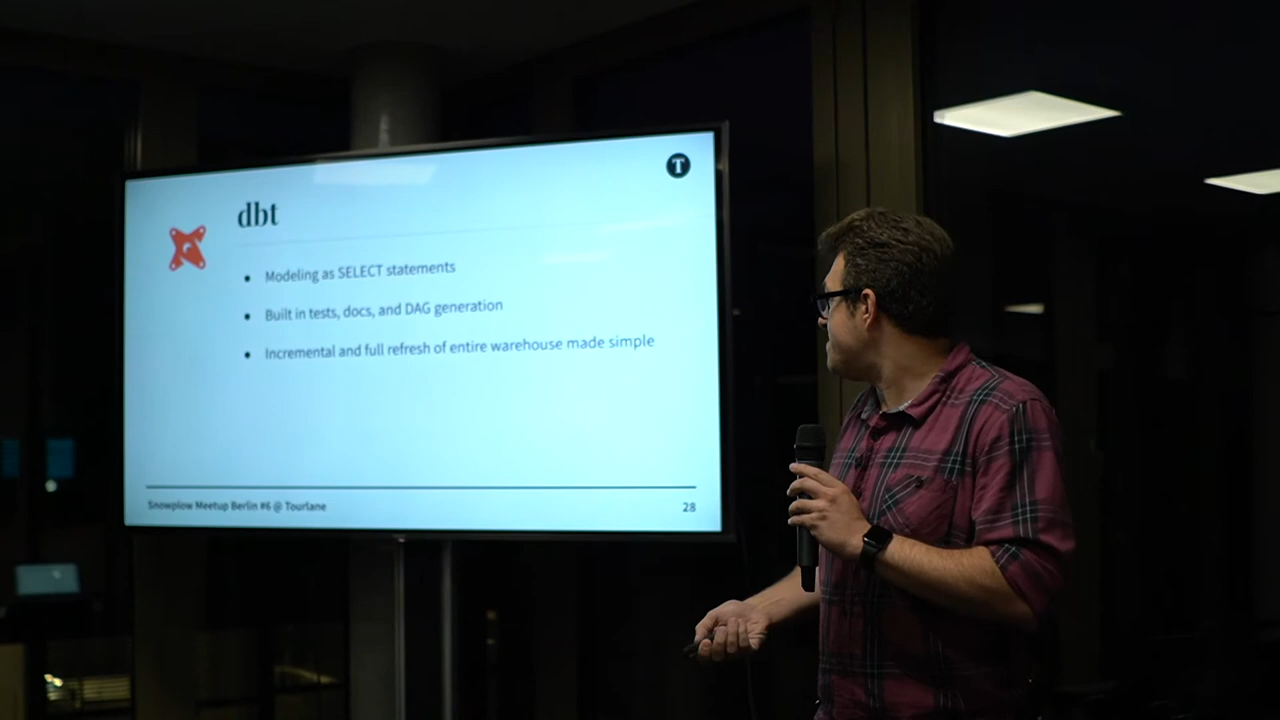 T
dbt
Modeling as SELECT statements
Built in tests, docs, and DAG generation
Incremental and full refresh of entire warehouse made simple
Snowplow Meetup Berlin #6 @ Tourlane
28